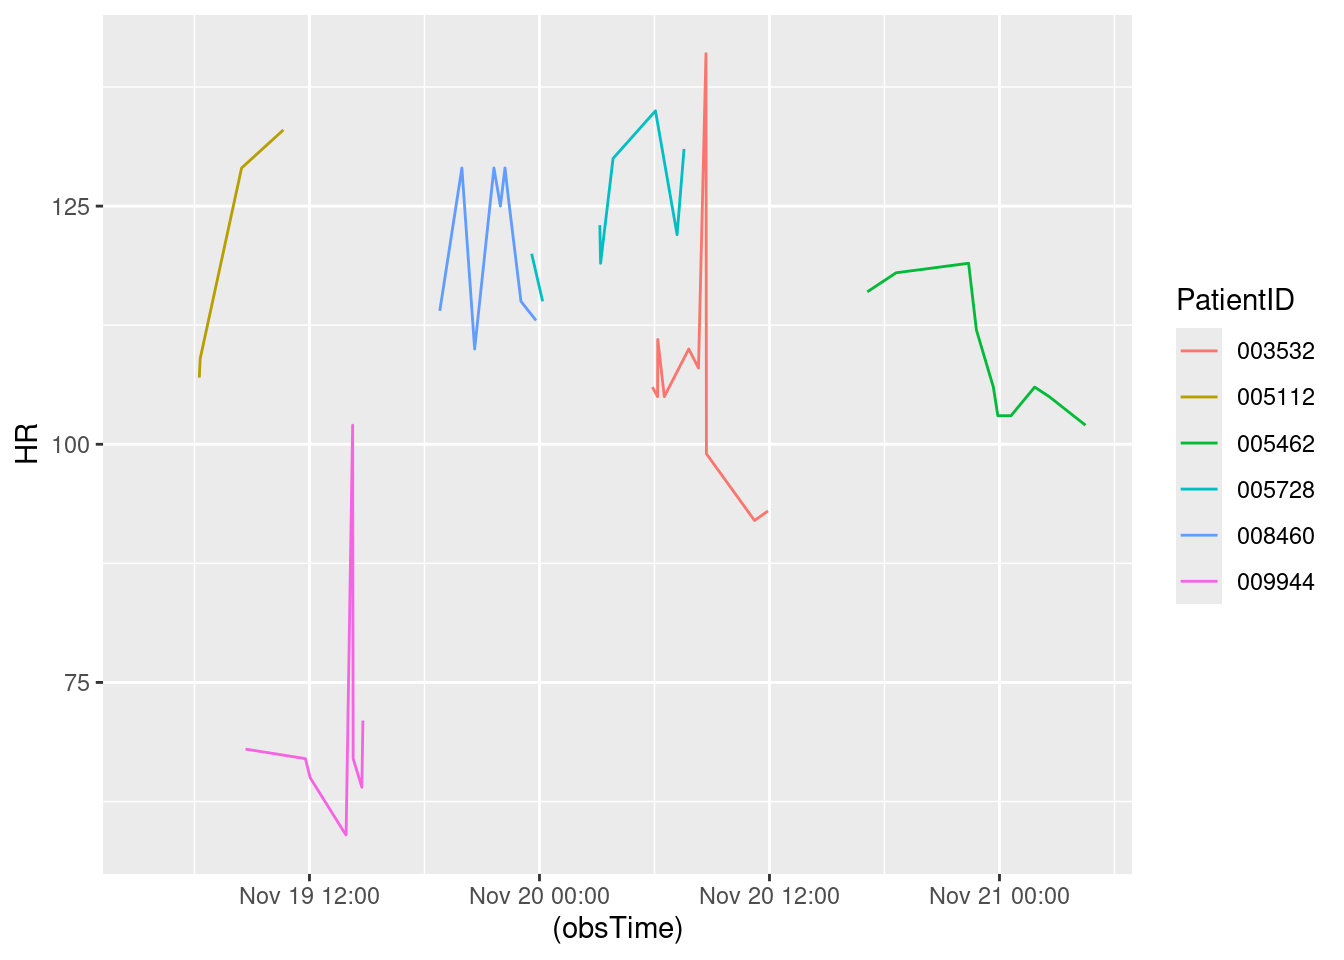 125
100
75
HR
Nov 19 12:00
Nov 20 00:00
Nov 20 12:00
Nov 21 00:00
(obsTime)
PatientID
003532
005112
005462
005728
008460
009944